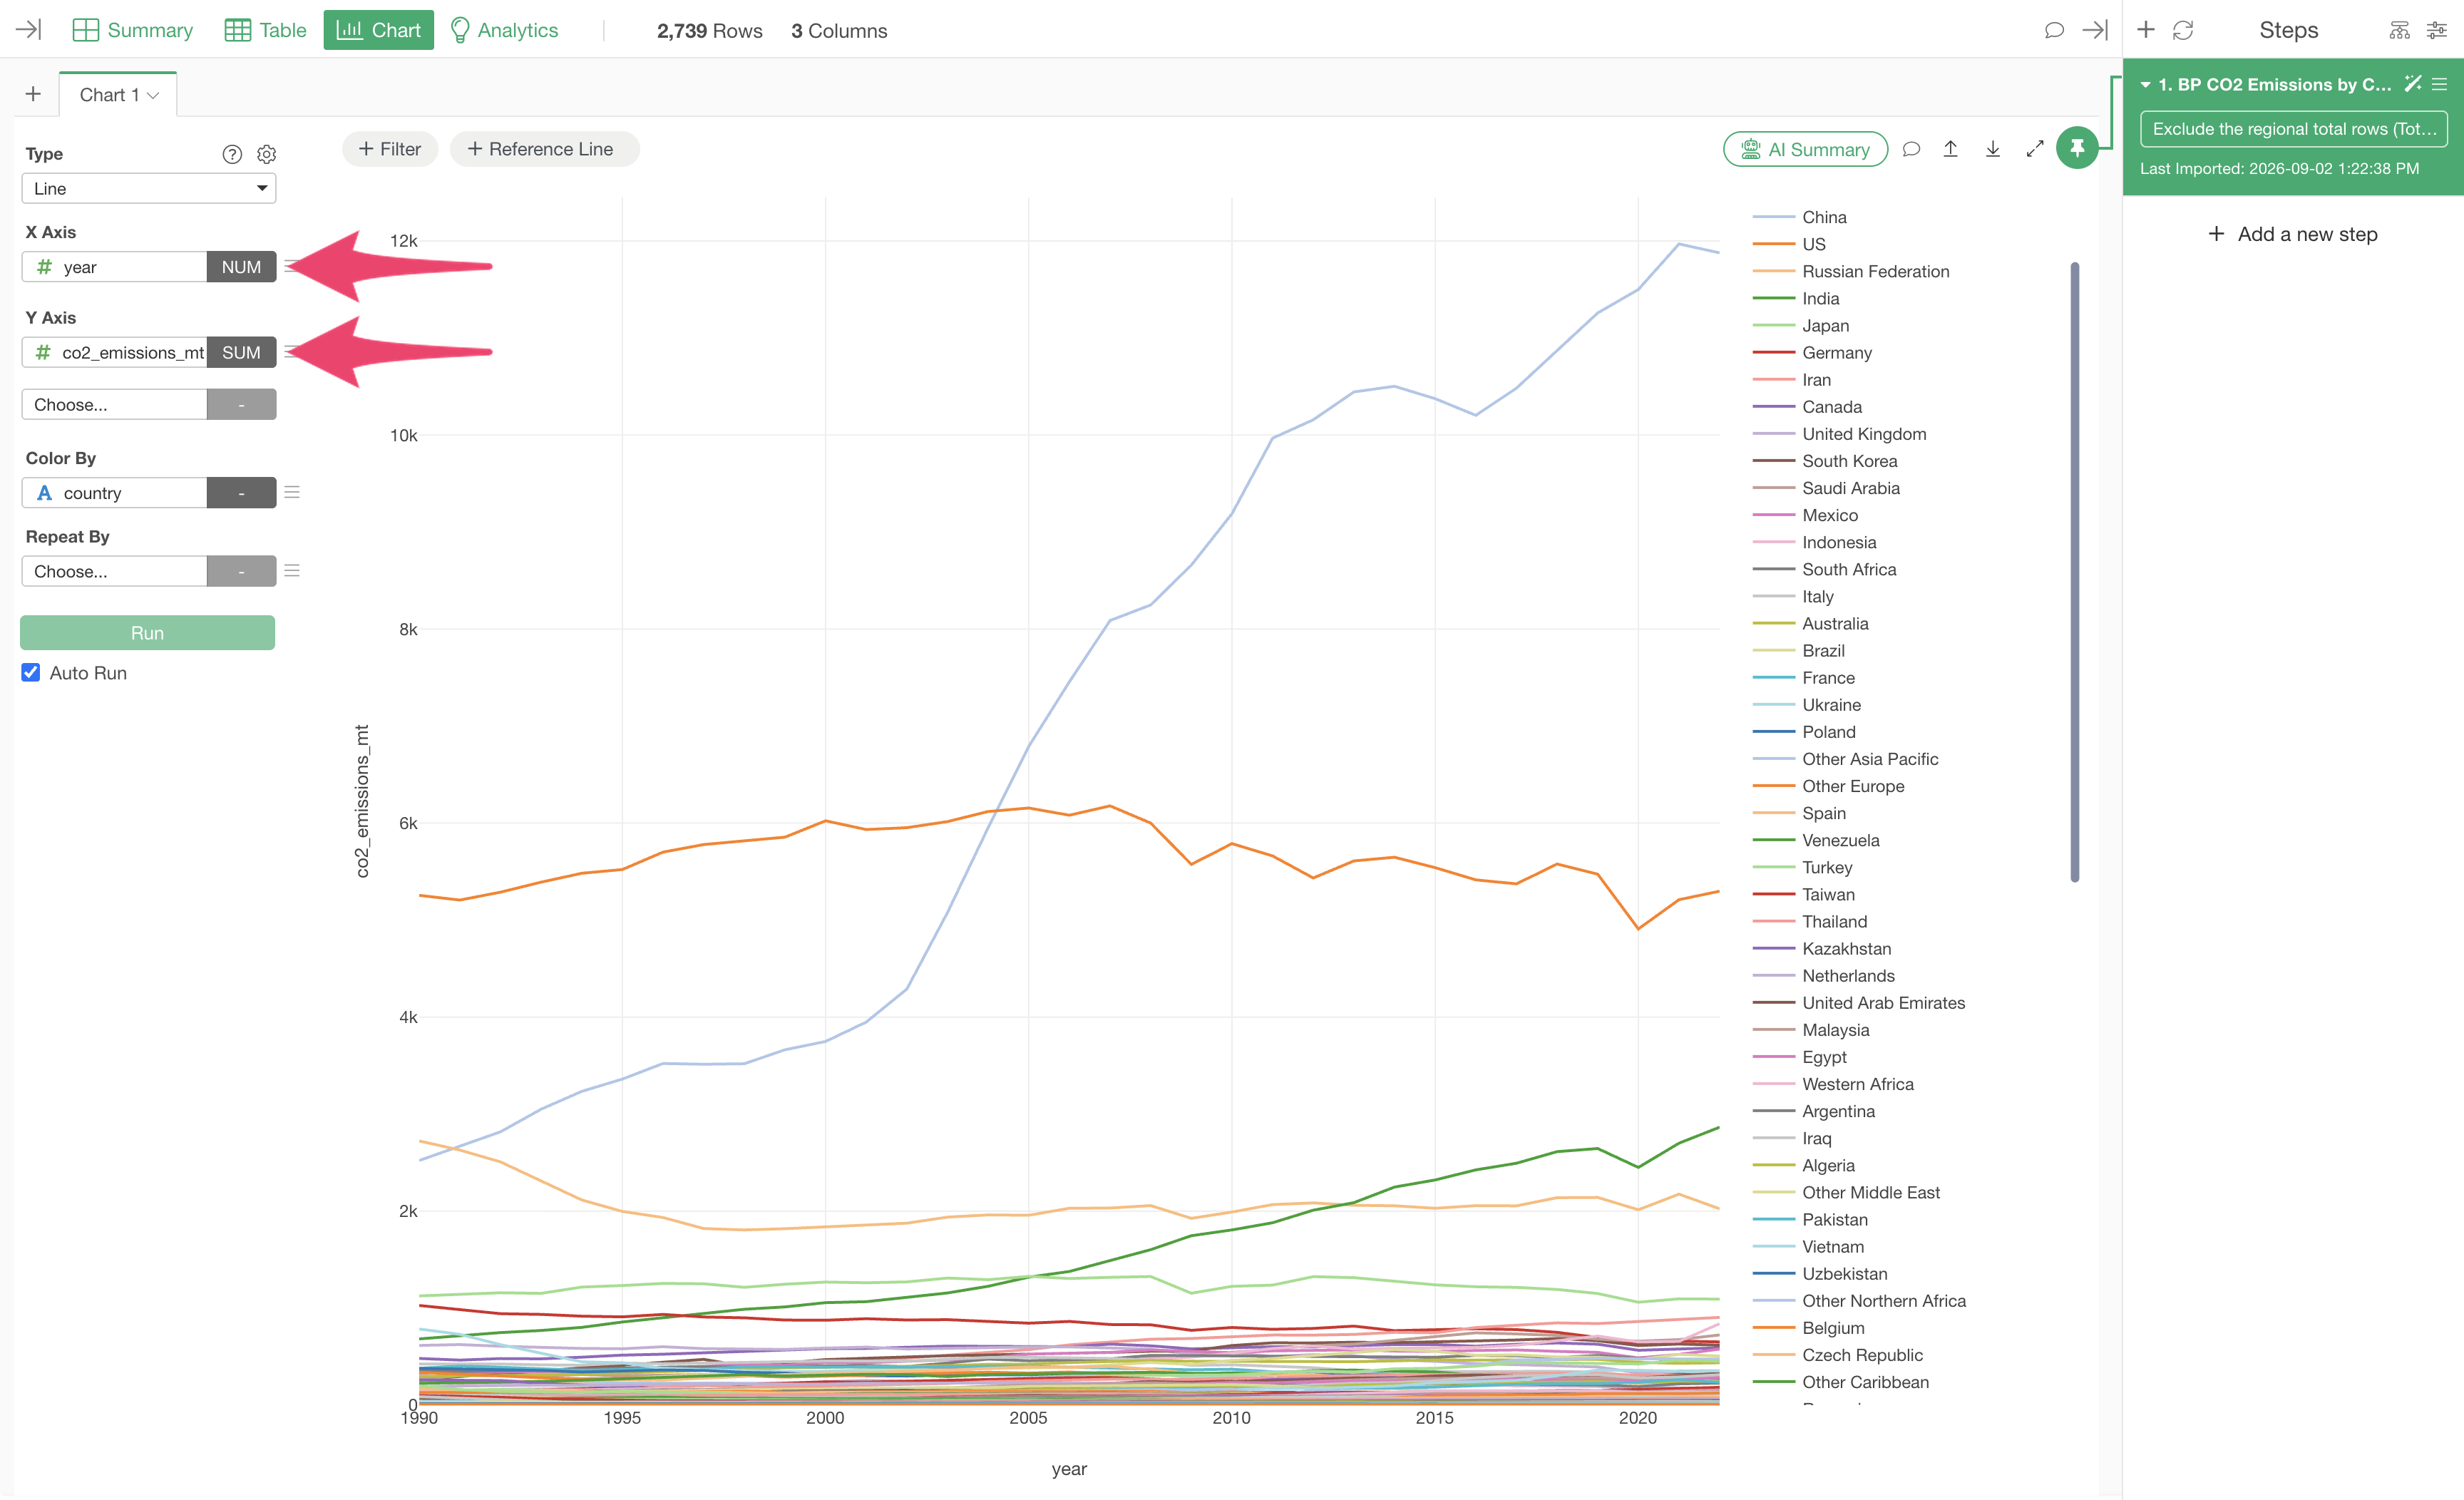 Summary
Table
Chart
Analytics
2,739 Rows
3 Columns
Steps
Chart 1
1. BP CO2 Emissions by C...
Exclude the regional total rows (Tot...
Last Imported: 2026-09-02 1:22:38 PM
Add a new step
Type
Line
X Axis
# year
NUM
Y Axis
# co2_emissions_mt
SUM
Choose...
-
Color By
A country
-
Repeat By
Choose...
-
Run
Auto Run
+ Filter
+ Reference Line
AI Summary
12k
10k
8k
6k
4k
2k
0
co2_emissions_mt
1990
1995
2000
2005
2010
2015
2020
year
China
US
Russian Federation
India
Japan
Germany
Iran
Canada
United Kingdom
South Korea
Saudi Arabia
Mexico
Indonesia
South Africa
Italy
Australia
Brazil
France
Ukraine
Poland
Other Asia Pacific
Other Europe
Spain
Venezuela
Turkey
Taiwan
Thailand
Kazakhstan
Netherlands
United Arab Emirates
Malaysia
Egypt
Western Africa
Argentina
Iraq
Algeria
Other Middle East
Pakistan
Vietnam
Uzbekistan
Other Northern Africa
Belgium
Czech Republic
Other Caribbean